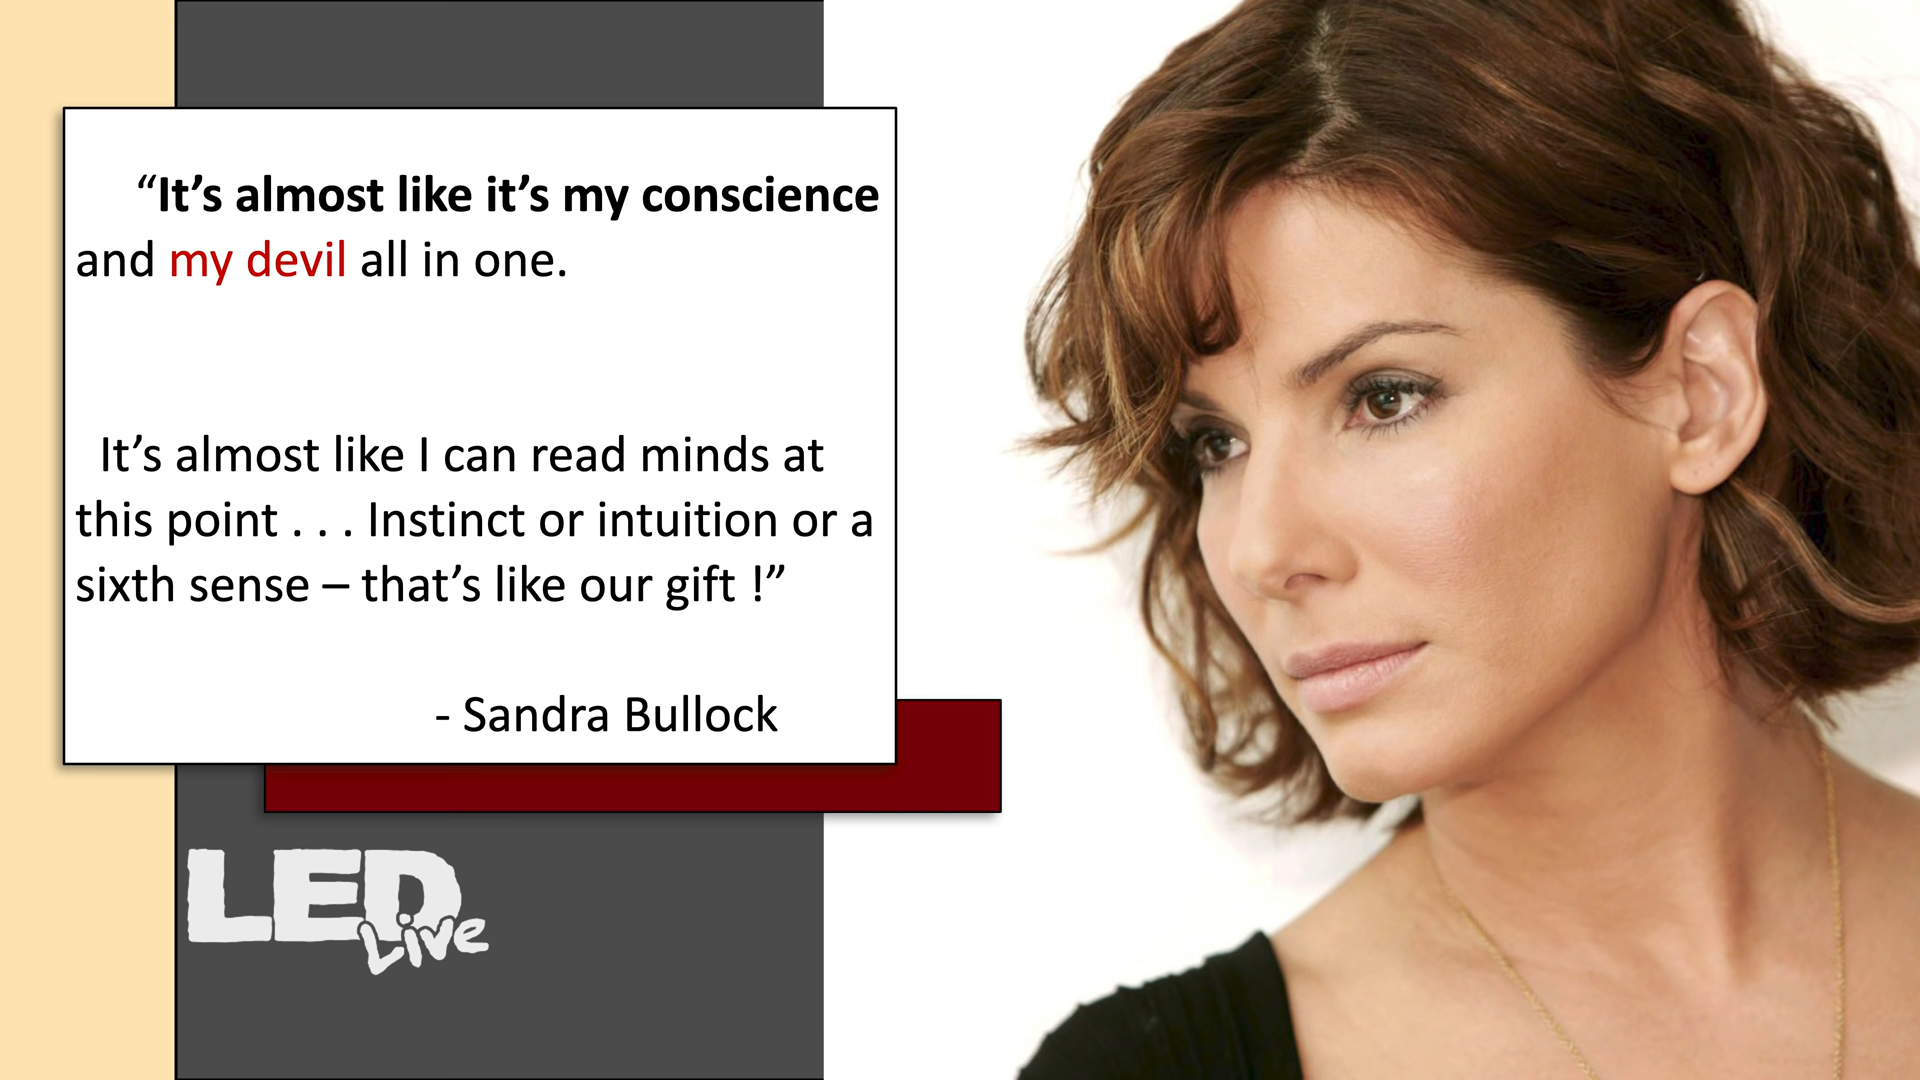 “It’s almost like it’s my conscience
and my devil all in one.
It’s almost like I can read minds at
this point . . . Instinct or intuition or a
sixth sense – that’s like our gift !”
- Sandra Bullock
LED
Live